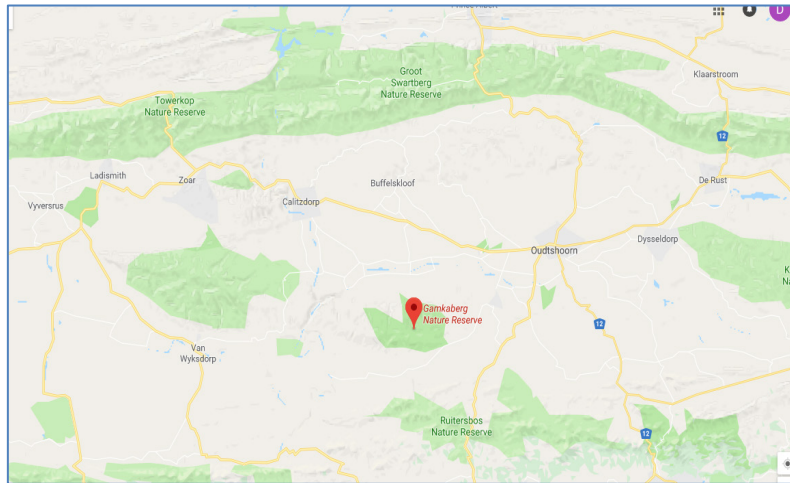 D
Groot
Swartberg
Nature Reserve
Klaarstroom
Towerkop
Nature Reserve
12
Ladismith
Zoar
Buffelskloof
De Rust
Vyversrus
Calitzdorp
Oudtshoorn
Dysseldorp
Gamkaberg
Nature Reserve
12
Van
Wyksdorp
Ruitersbos
Nature Reserve
12